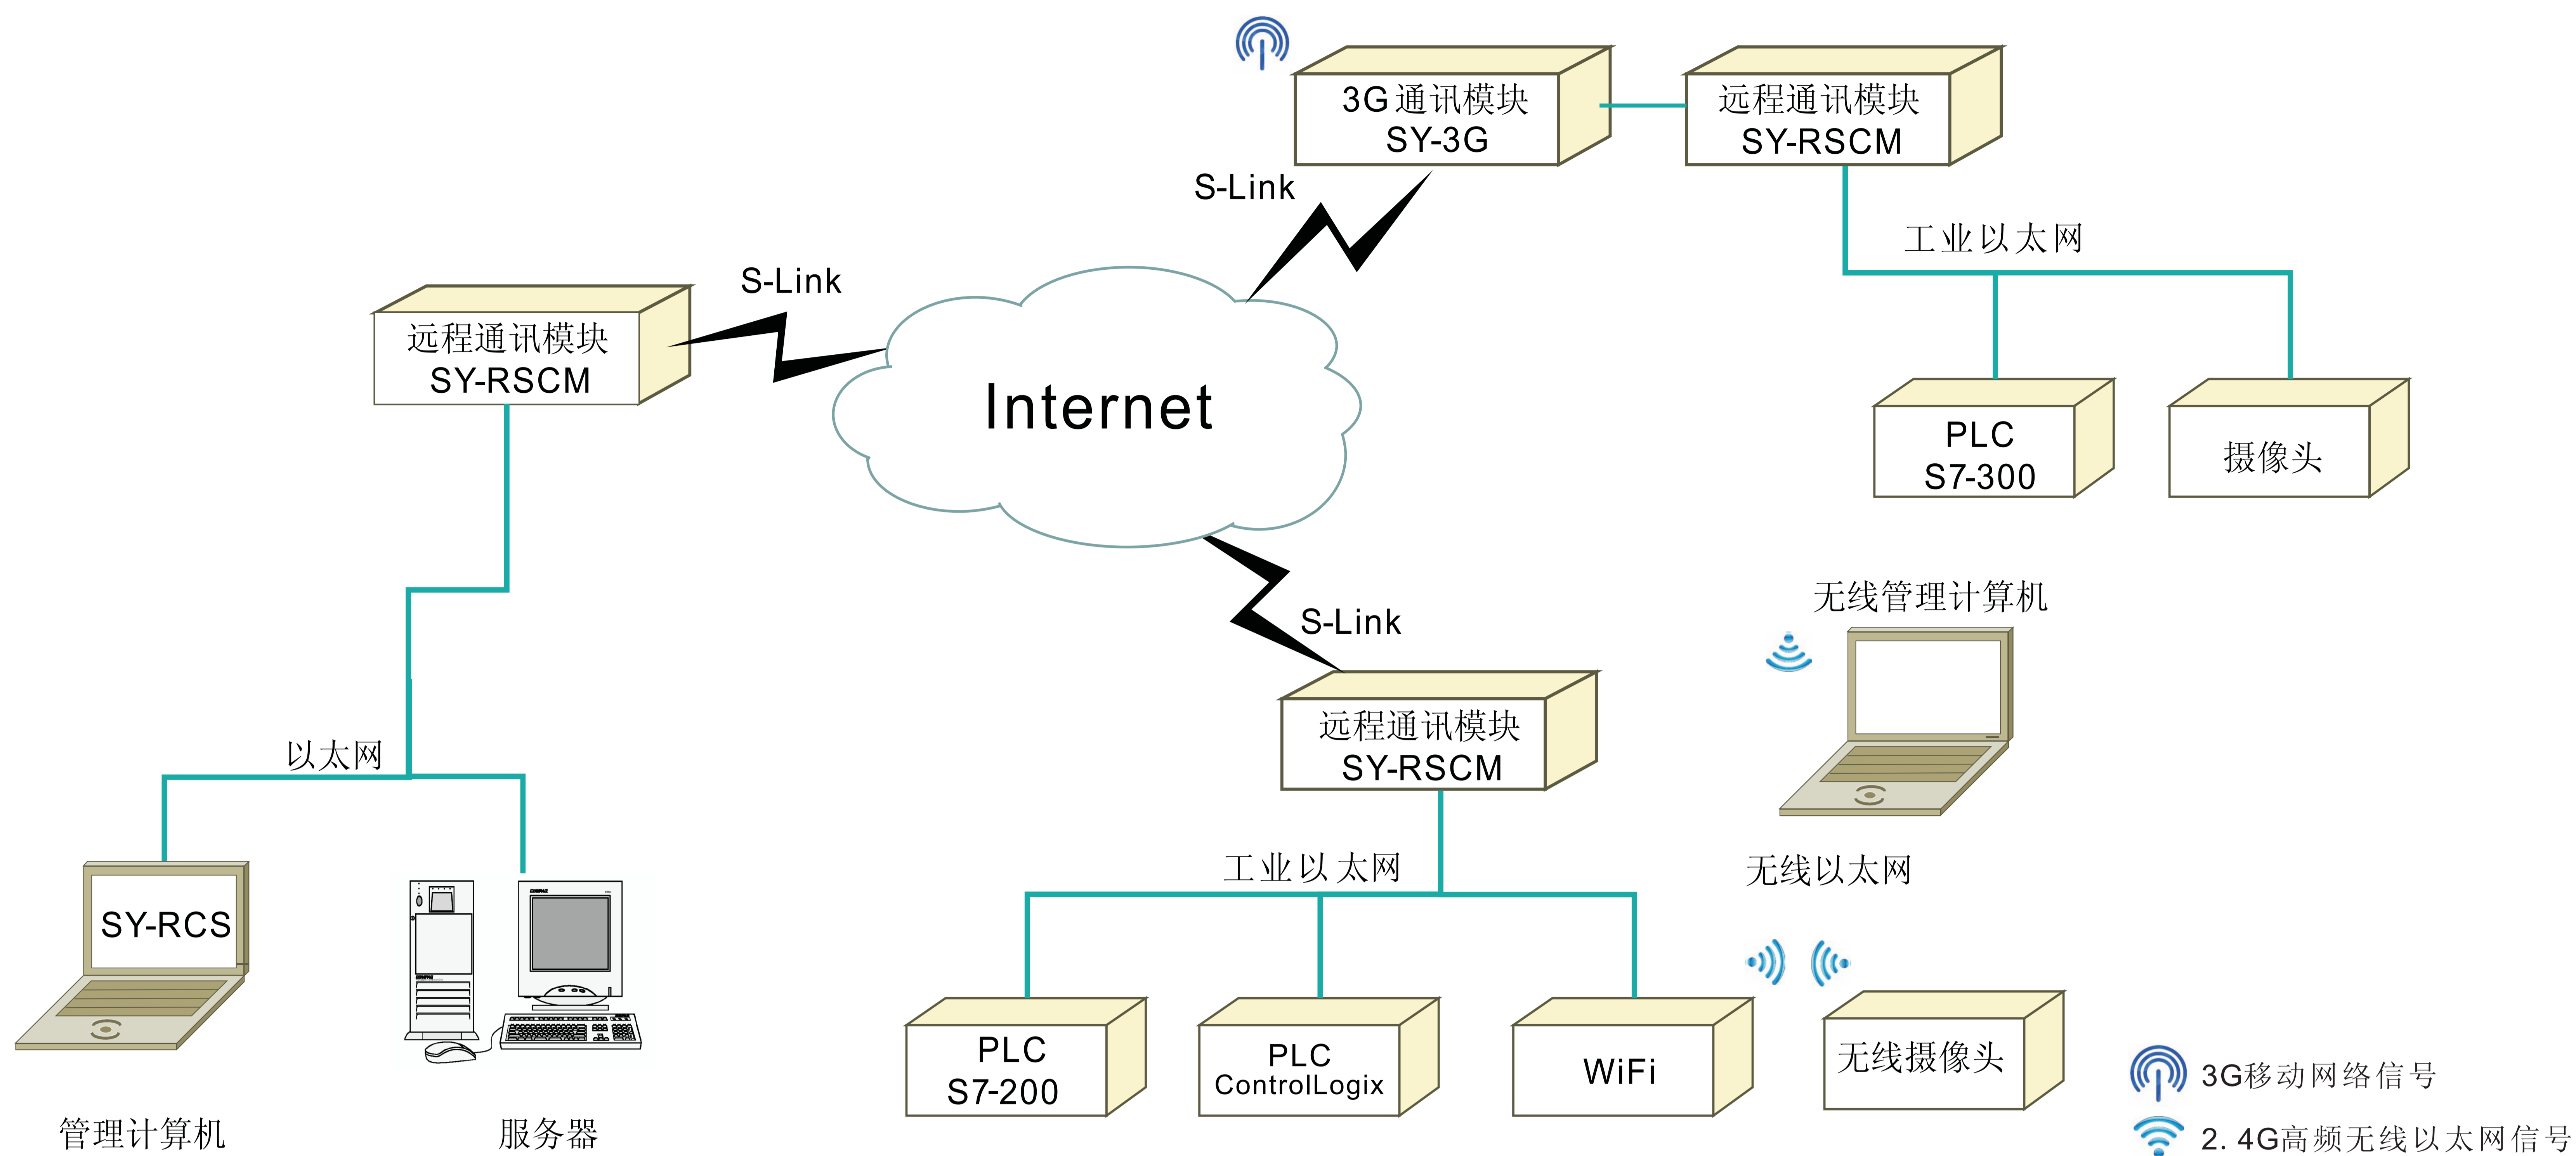 3G通讯模块
SY-3G
远程通讯模块
SY-RSCM
S-Link
工业以太网
S-Link
远程通讯模块
SY-RSCM
Internet
PLC
S7-300
摄像头
无线管理计算机
S-Link
远程通讯模块
SY-RSCM
以太网
工业以太网
无线以太网
SY-RCS
PLC
S7-200
PLC
ControlLogix
WiFi
无线摄像头
3G移动网络信号
管理计算机
服务器
2.4G高频无线以太网信号